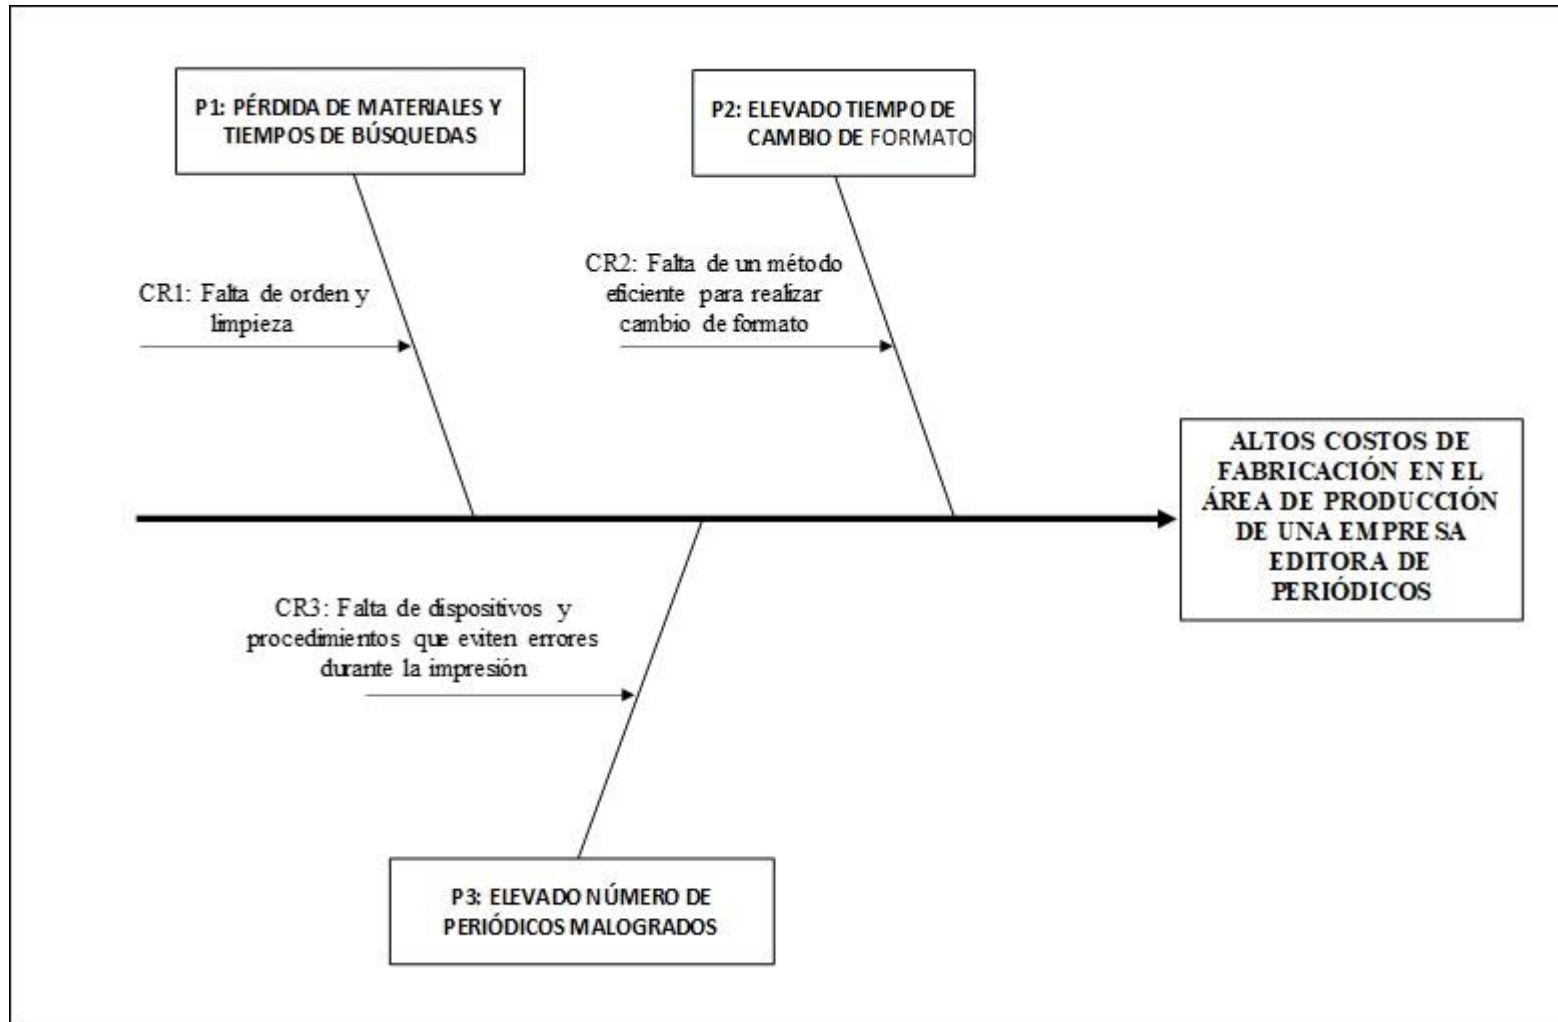 P1: PÉRDIDA DE MATERIALES Y
TIEMPOS DE BÚSQUEDAS
P2: ELEVADO TIEMPO DE
CAMBIO DE FORMATO
CR1: Falta de orden y
limpieza
CR2: Falta de un método
eficiente para realizar
cambio de formato
ALTOS COSTOS DE
FABRICACIÓN EN EL
ÁREA DE PRODUCCIÓN
DE UNA EMPRESA
EDITORA DE
PERIÓDICOS
CR3: Falta de dispositivos y
procedimientos que eviten errores
durante la impresión
P3: ELEVADO NÚMERO DE
PERIÓDICOS MALOGRADOS